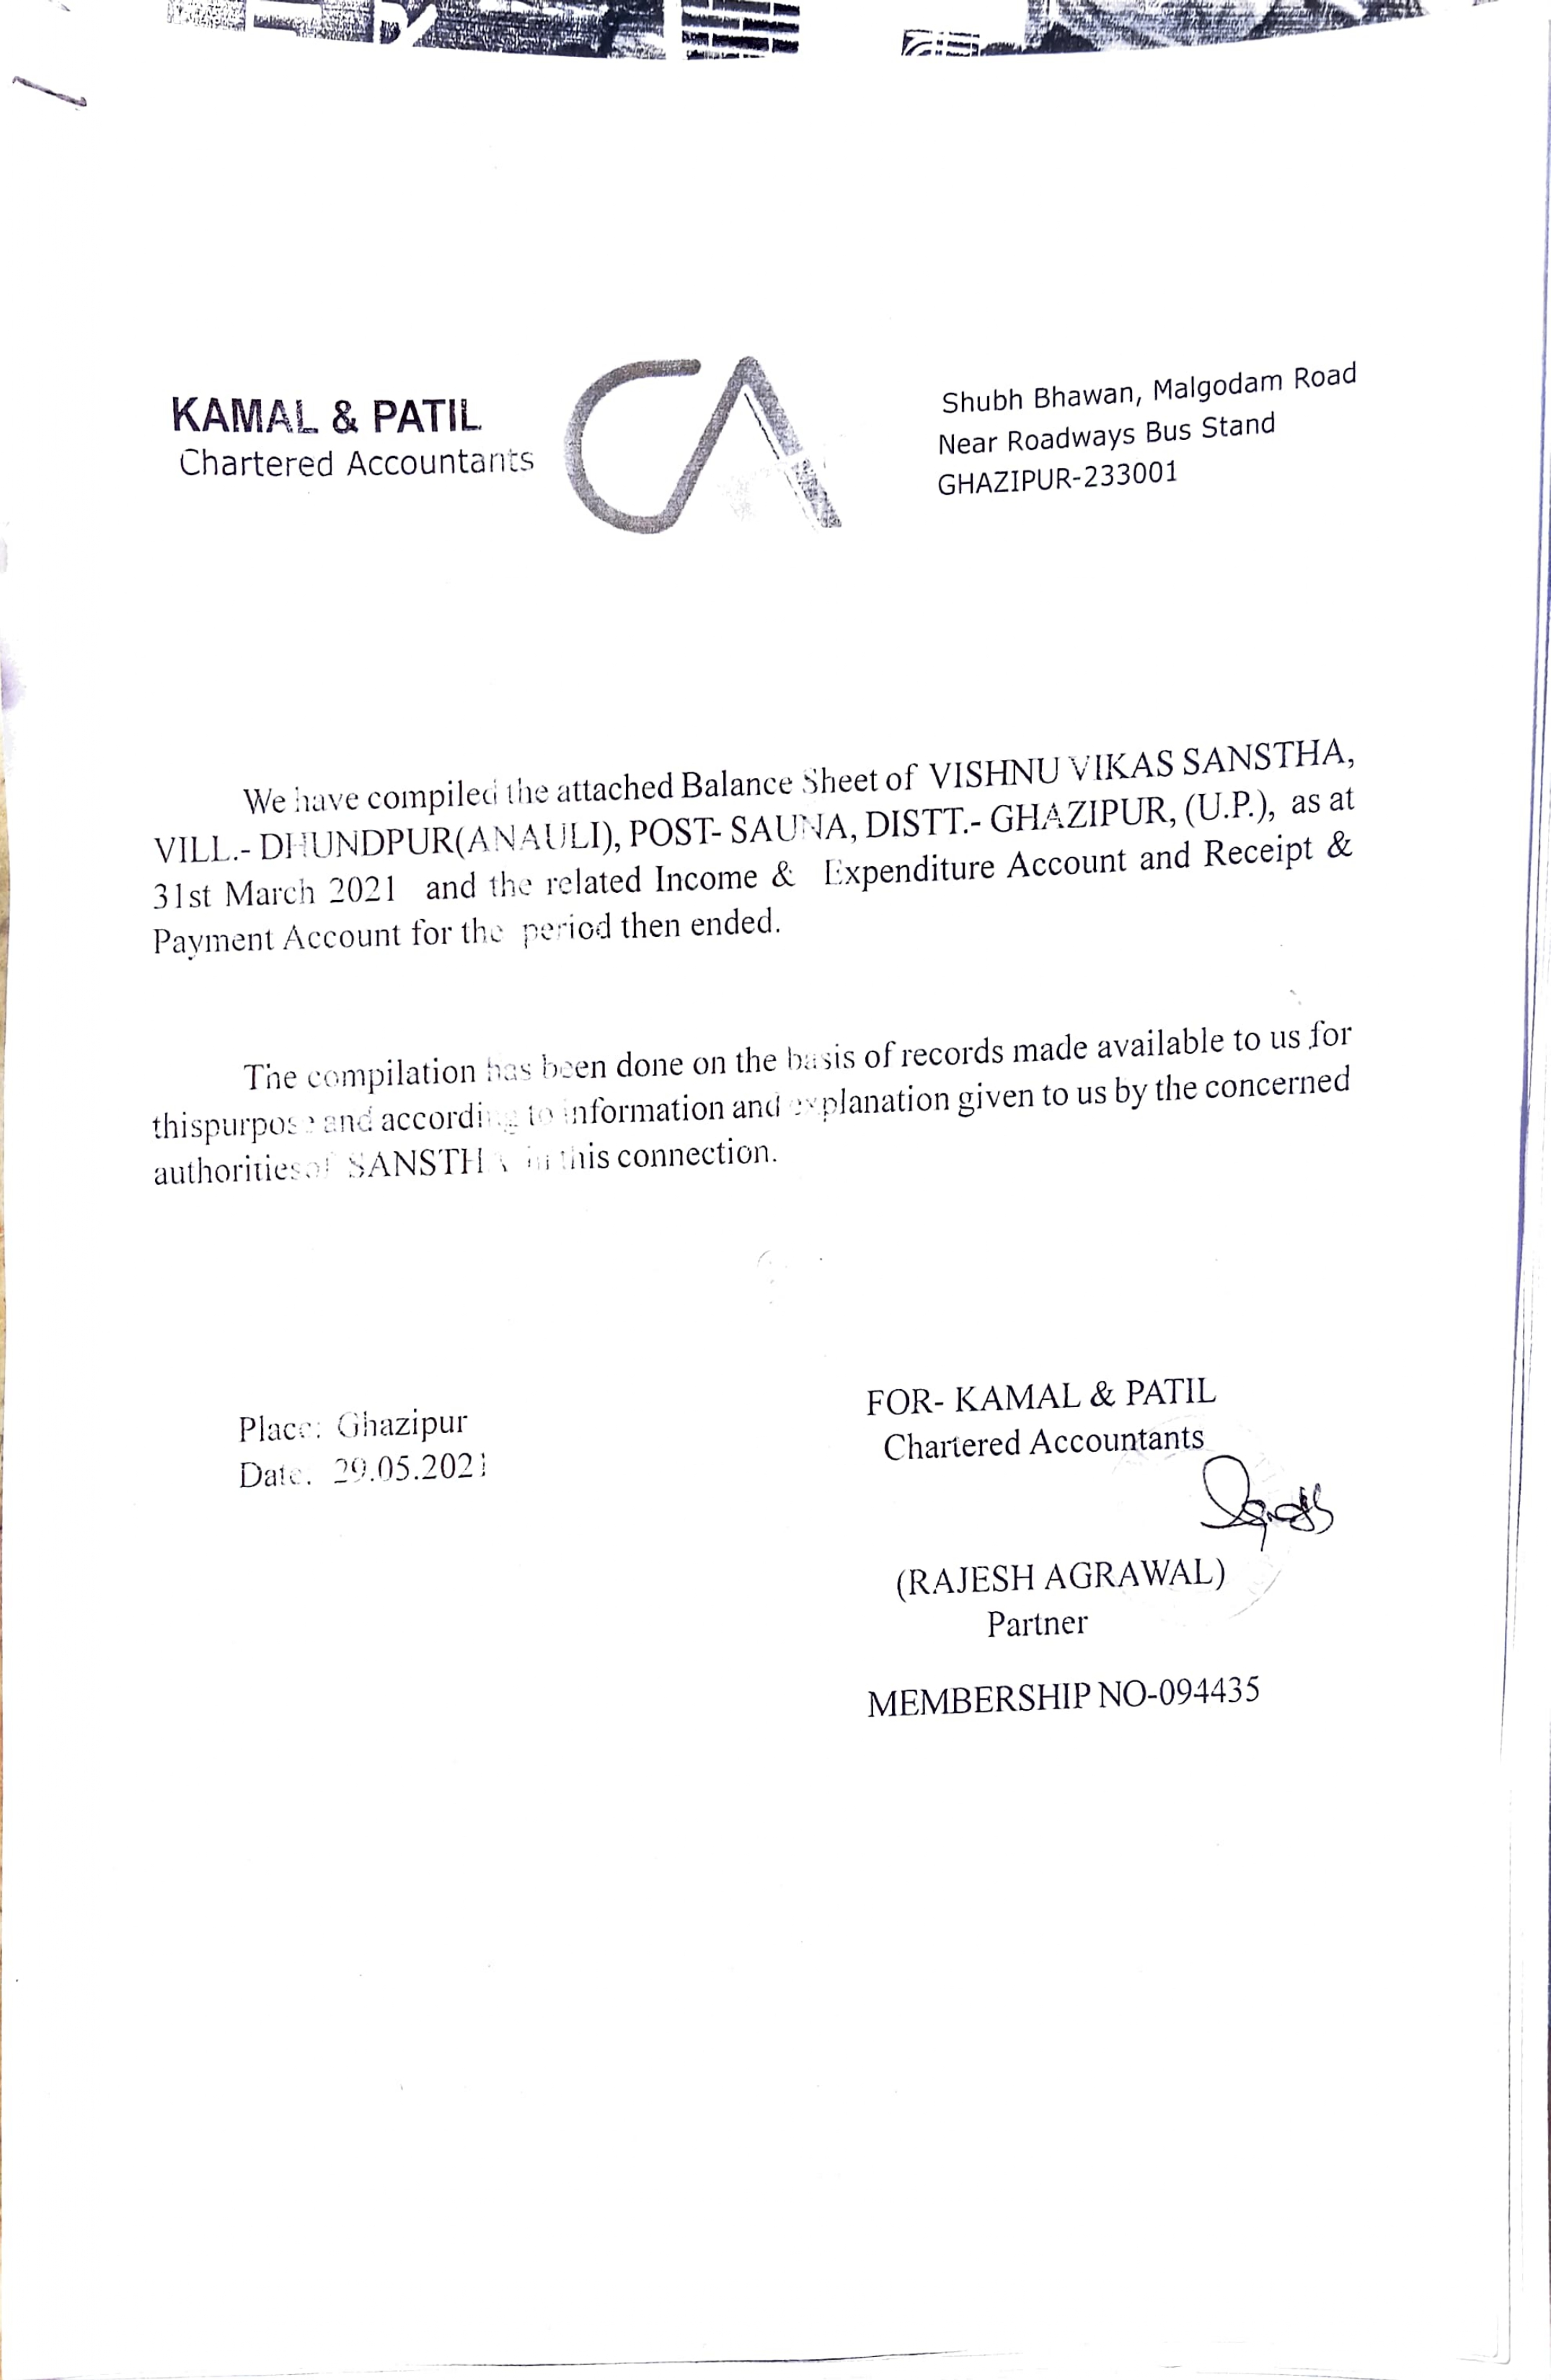 KAMAL & PATIL
Chartered Accountants
CA
Shubh Bhawan, Malgodam Road
Near Roadways Bus Stand
GHAZIPUR-233001
We have compiled the attached Balance Sheet of VISHNU VIKAS SANSTHA,
VILL.- DHUNDPUR(ANAULI), POST- SAUNA, DISTT.- GHAZIPUR, (U.P.), as at
31st March 2021 and the related Income & Expenditure Account and Receipt &
Payment Account for the period then ended.
The compilation has been done on the basis of records made available to us for
thispurpose and according to information and explanation given to us by the concerned
authoritiesof SANSTHA in this connection.
Place: Ghazipur
Date: 29.05.2021
FOR- KAMAL & PATIL
Chartered Accountants
(RAJESH AGRAWAL)
Partner
MEMBERSHIP NO-094435